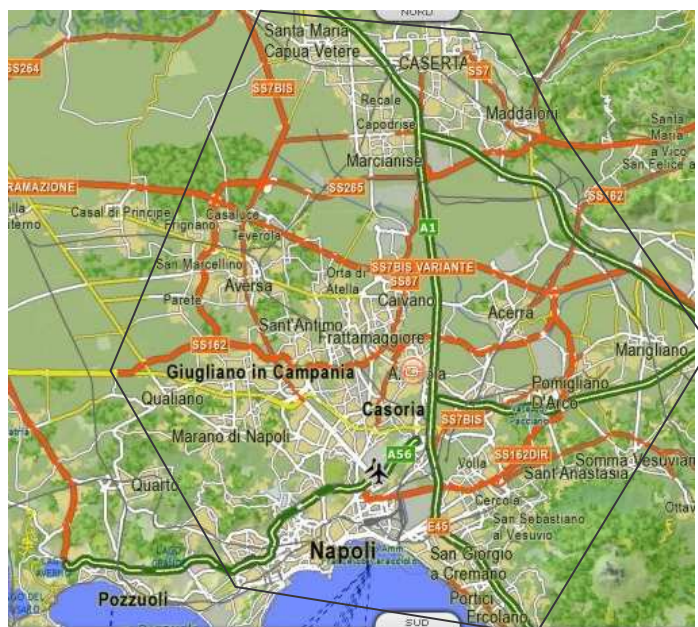 NORD
Santa Maria
Capua Vetere
CASERTA
SS264
SS7
SS7BIS
Recale
Maddaloni
Capodrise
Santa
Maria
a Vico
San Felice a
Marcianise
RAMAZIONE
SS265
SS162
Casal di Principe
Casaluce
Frignano
Teverola
A1
San Marcellino
Orta di
Atella
SS7BIS VARIANTE
SS87
Aversa
Caivano
Parete
Acerra
Sant'Antimo
Frattamaggiore
SS162
Marigliano
Giugliano in Campania
Qualiano
Casoria
Pomigliano
D'Arco
SS7BIS
Marano di Napoli
A56
SS162DIR
Volla
Somma Vesuvian
Sant'Anastasia
Quarto
Cercola
Ottav
San Sebastiano
al Vesuvio
E45
Napoli
San Giorgio
a Cremano
Pozzuoli
Portici
Ercolano
SUD